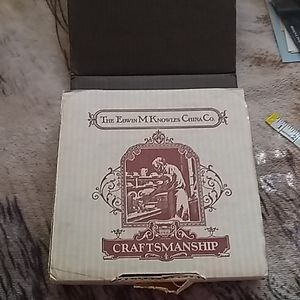 The Edwin M. Knowles China Co.
CRAFTSMANSHIP